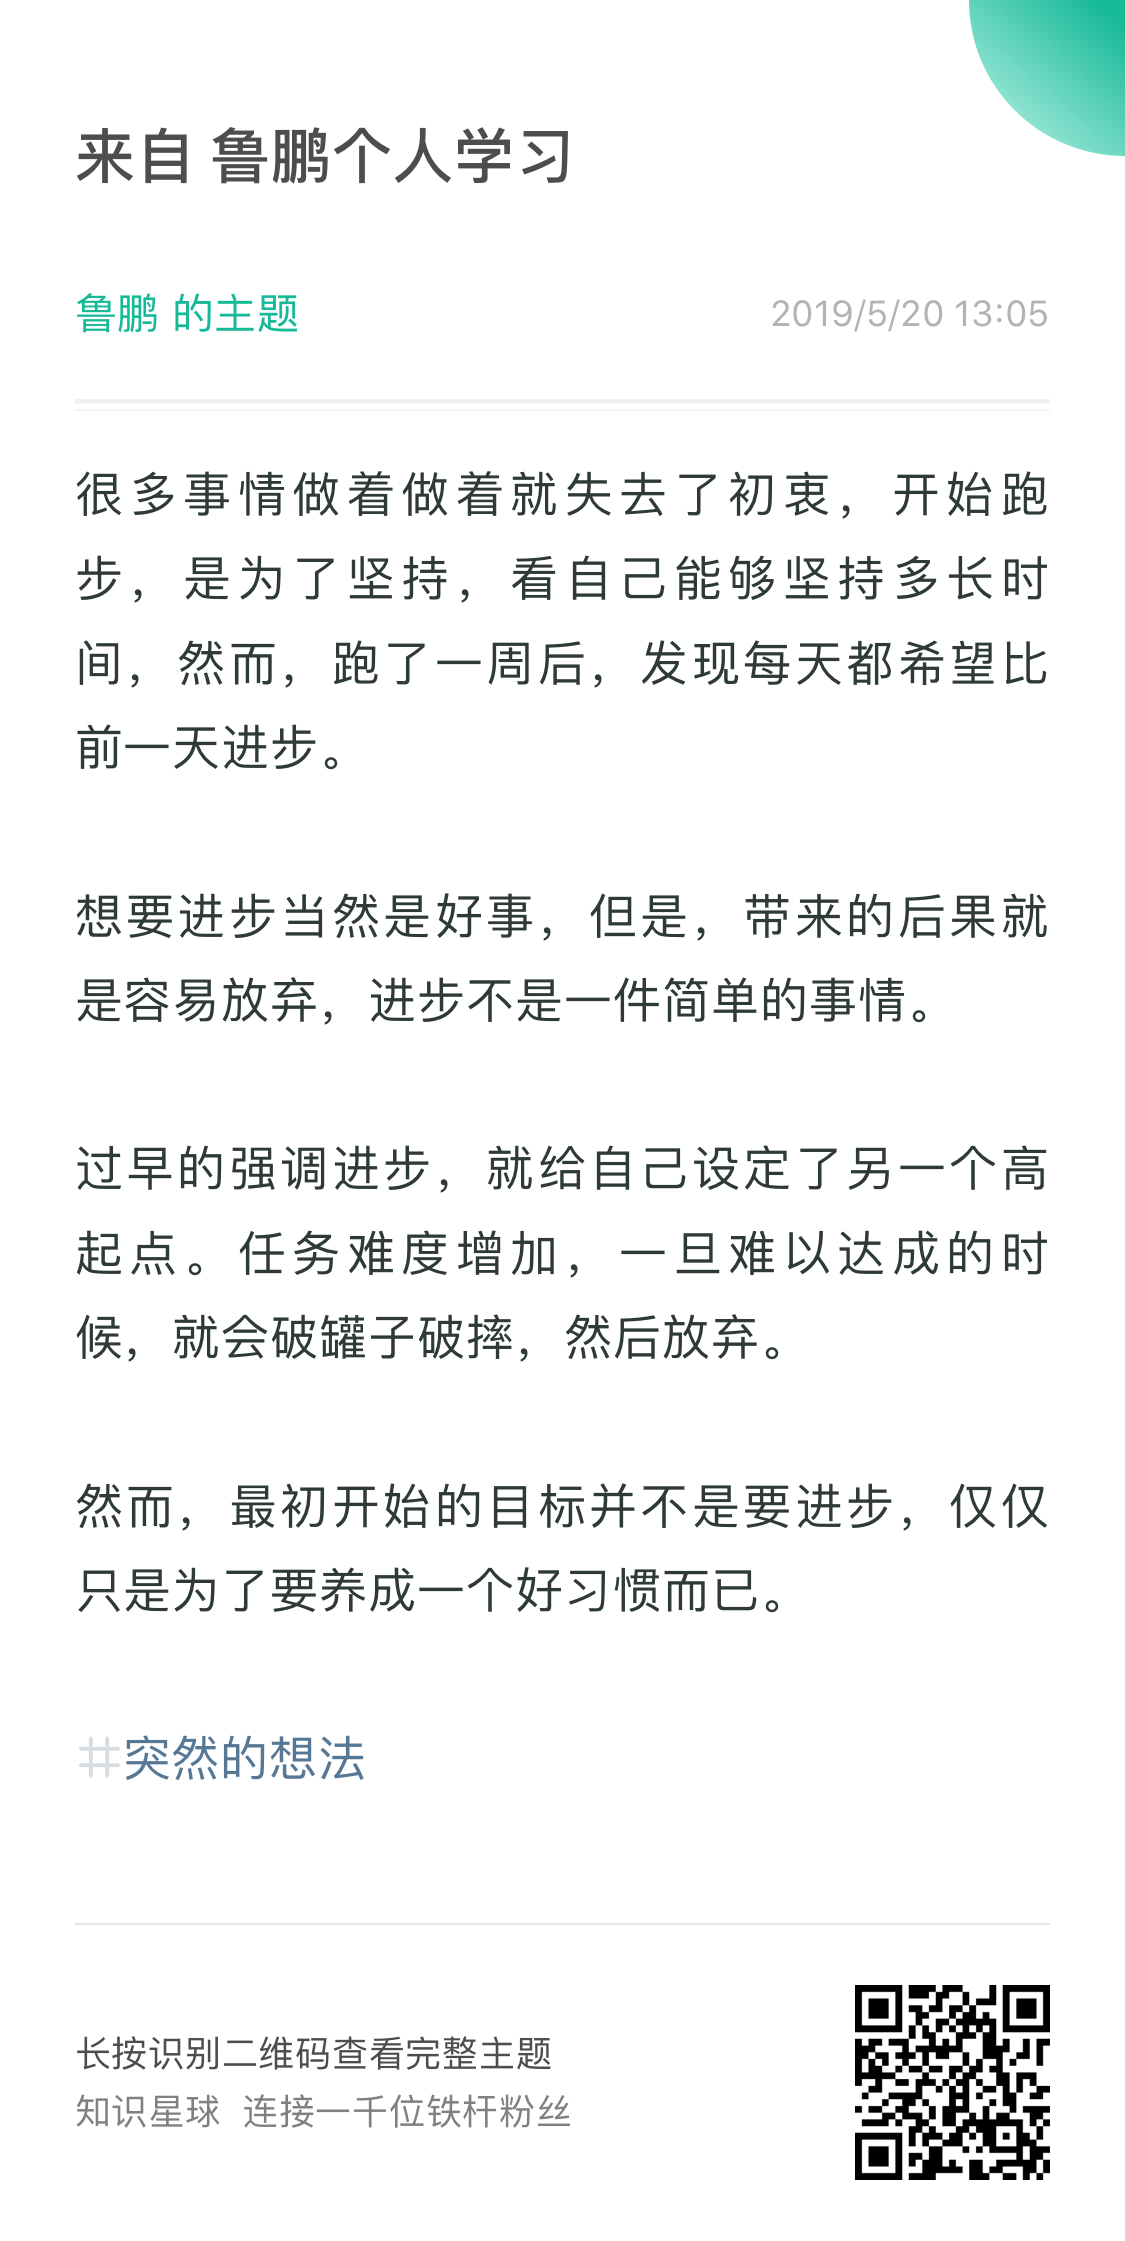 来自 鲁鹏个人学习
鲁鹏 的主题
2019/5/20 13:05
很多事情做着做着就失去了初衷，开始跑
步，是为了坚持，看自己能够坚持多长时
间，然而，跑了一周后，发现每天都希望比
前一天进步。
想要进步当然是好事，但是，带来的后果就
是容易放弃，进步不是一件简单的事情。
过早的强调进步，就给自己设定了另一个高
起点。任务难度增加，一旦难以达成的时
候，就会破罐子破摔，然后放弃。
然而，最初开始的目标并不是要进步，仅仅
只是为了要养成一个好习惯而已。
#突然的想法
长按识别二维码查看完整主题
知识星球 连接一千位铁杆粉丝